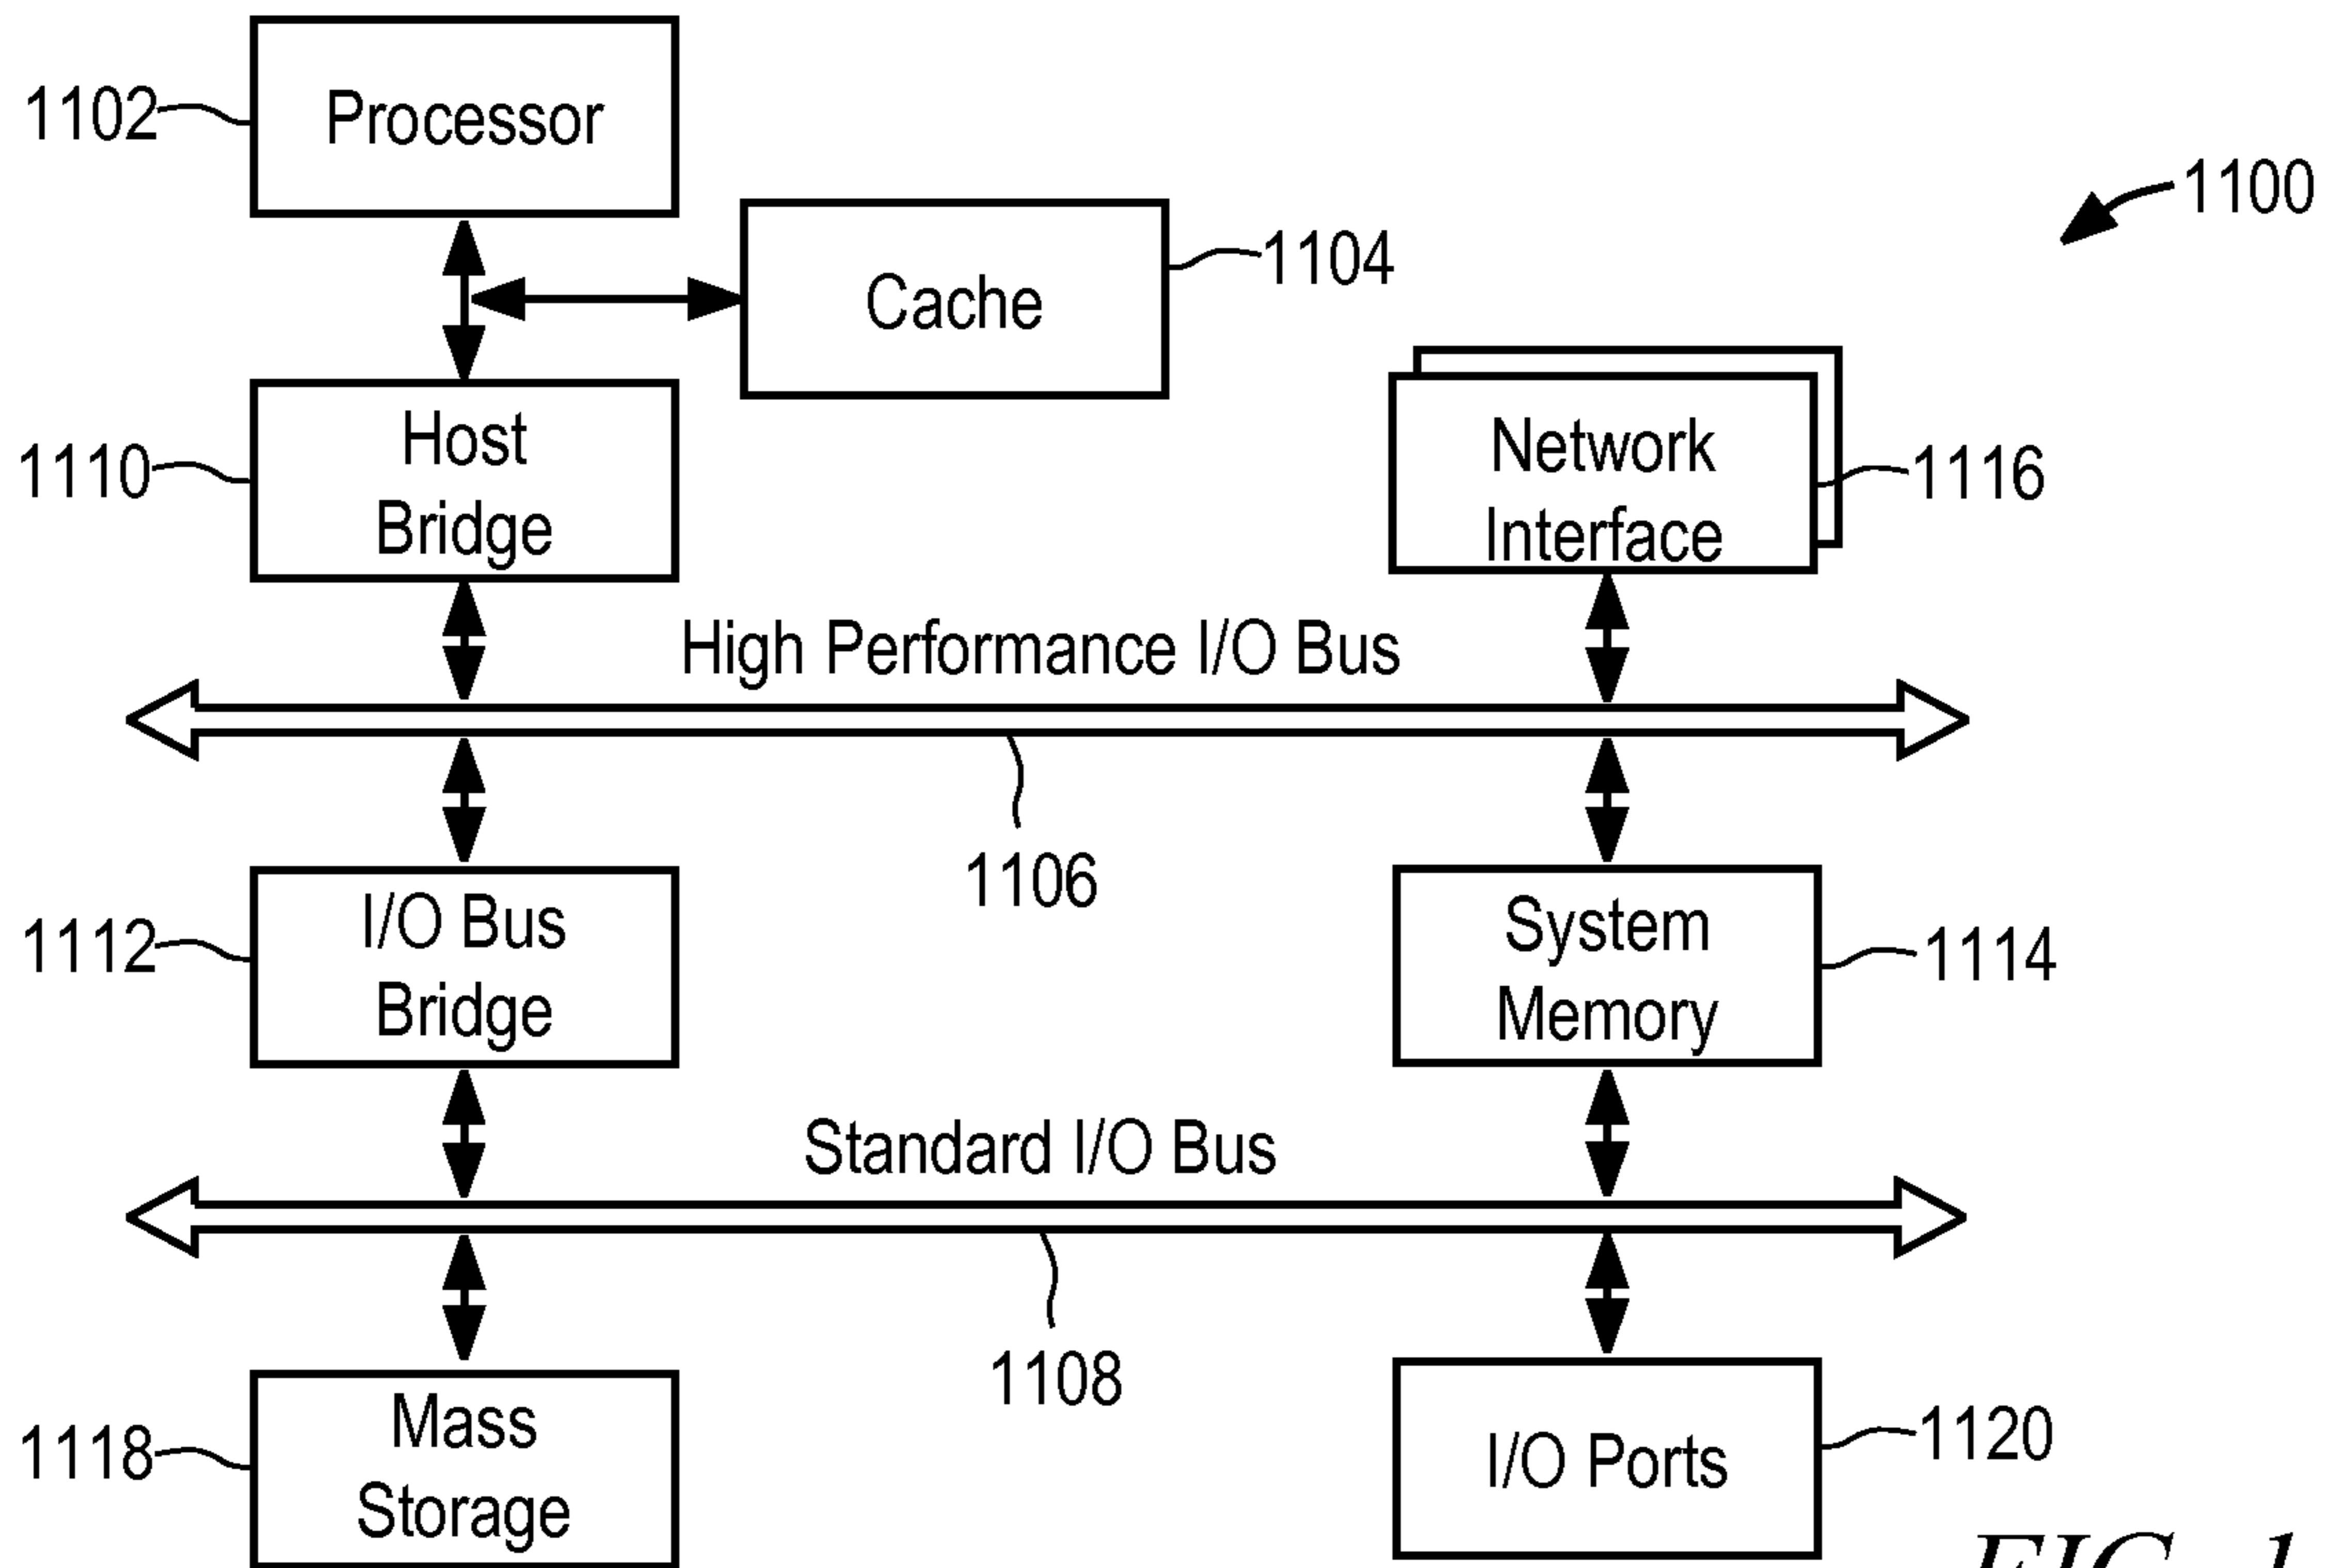 Processor
1102
1100
Cache
1104
Host
Bridge
1110
Network
Interface
1116
High Performance I/O Bus
1106
I/O Bus
Bridge
1112
System
Memory
1114
Standard I/O Bus
1108
Mass
Storage
1118
I/O Ports
1120